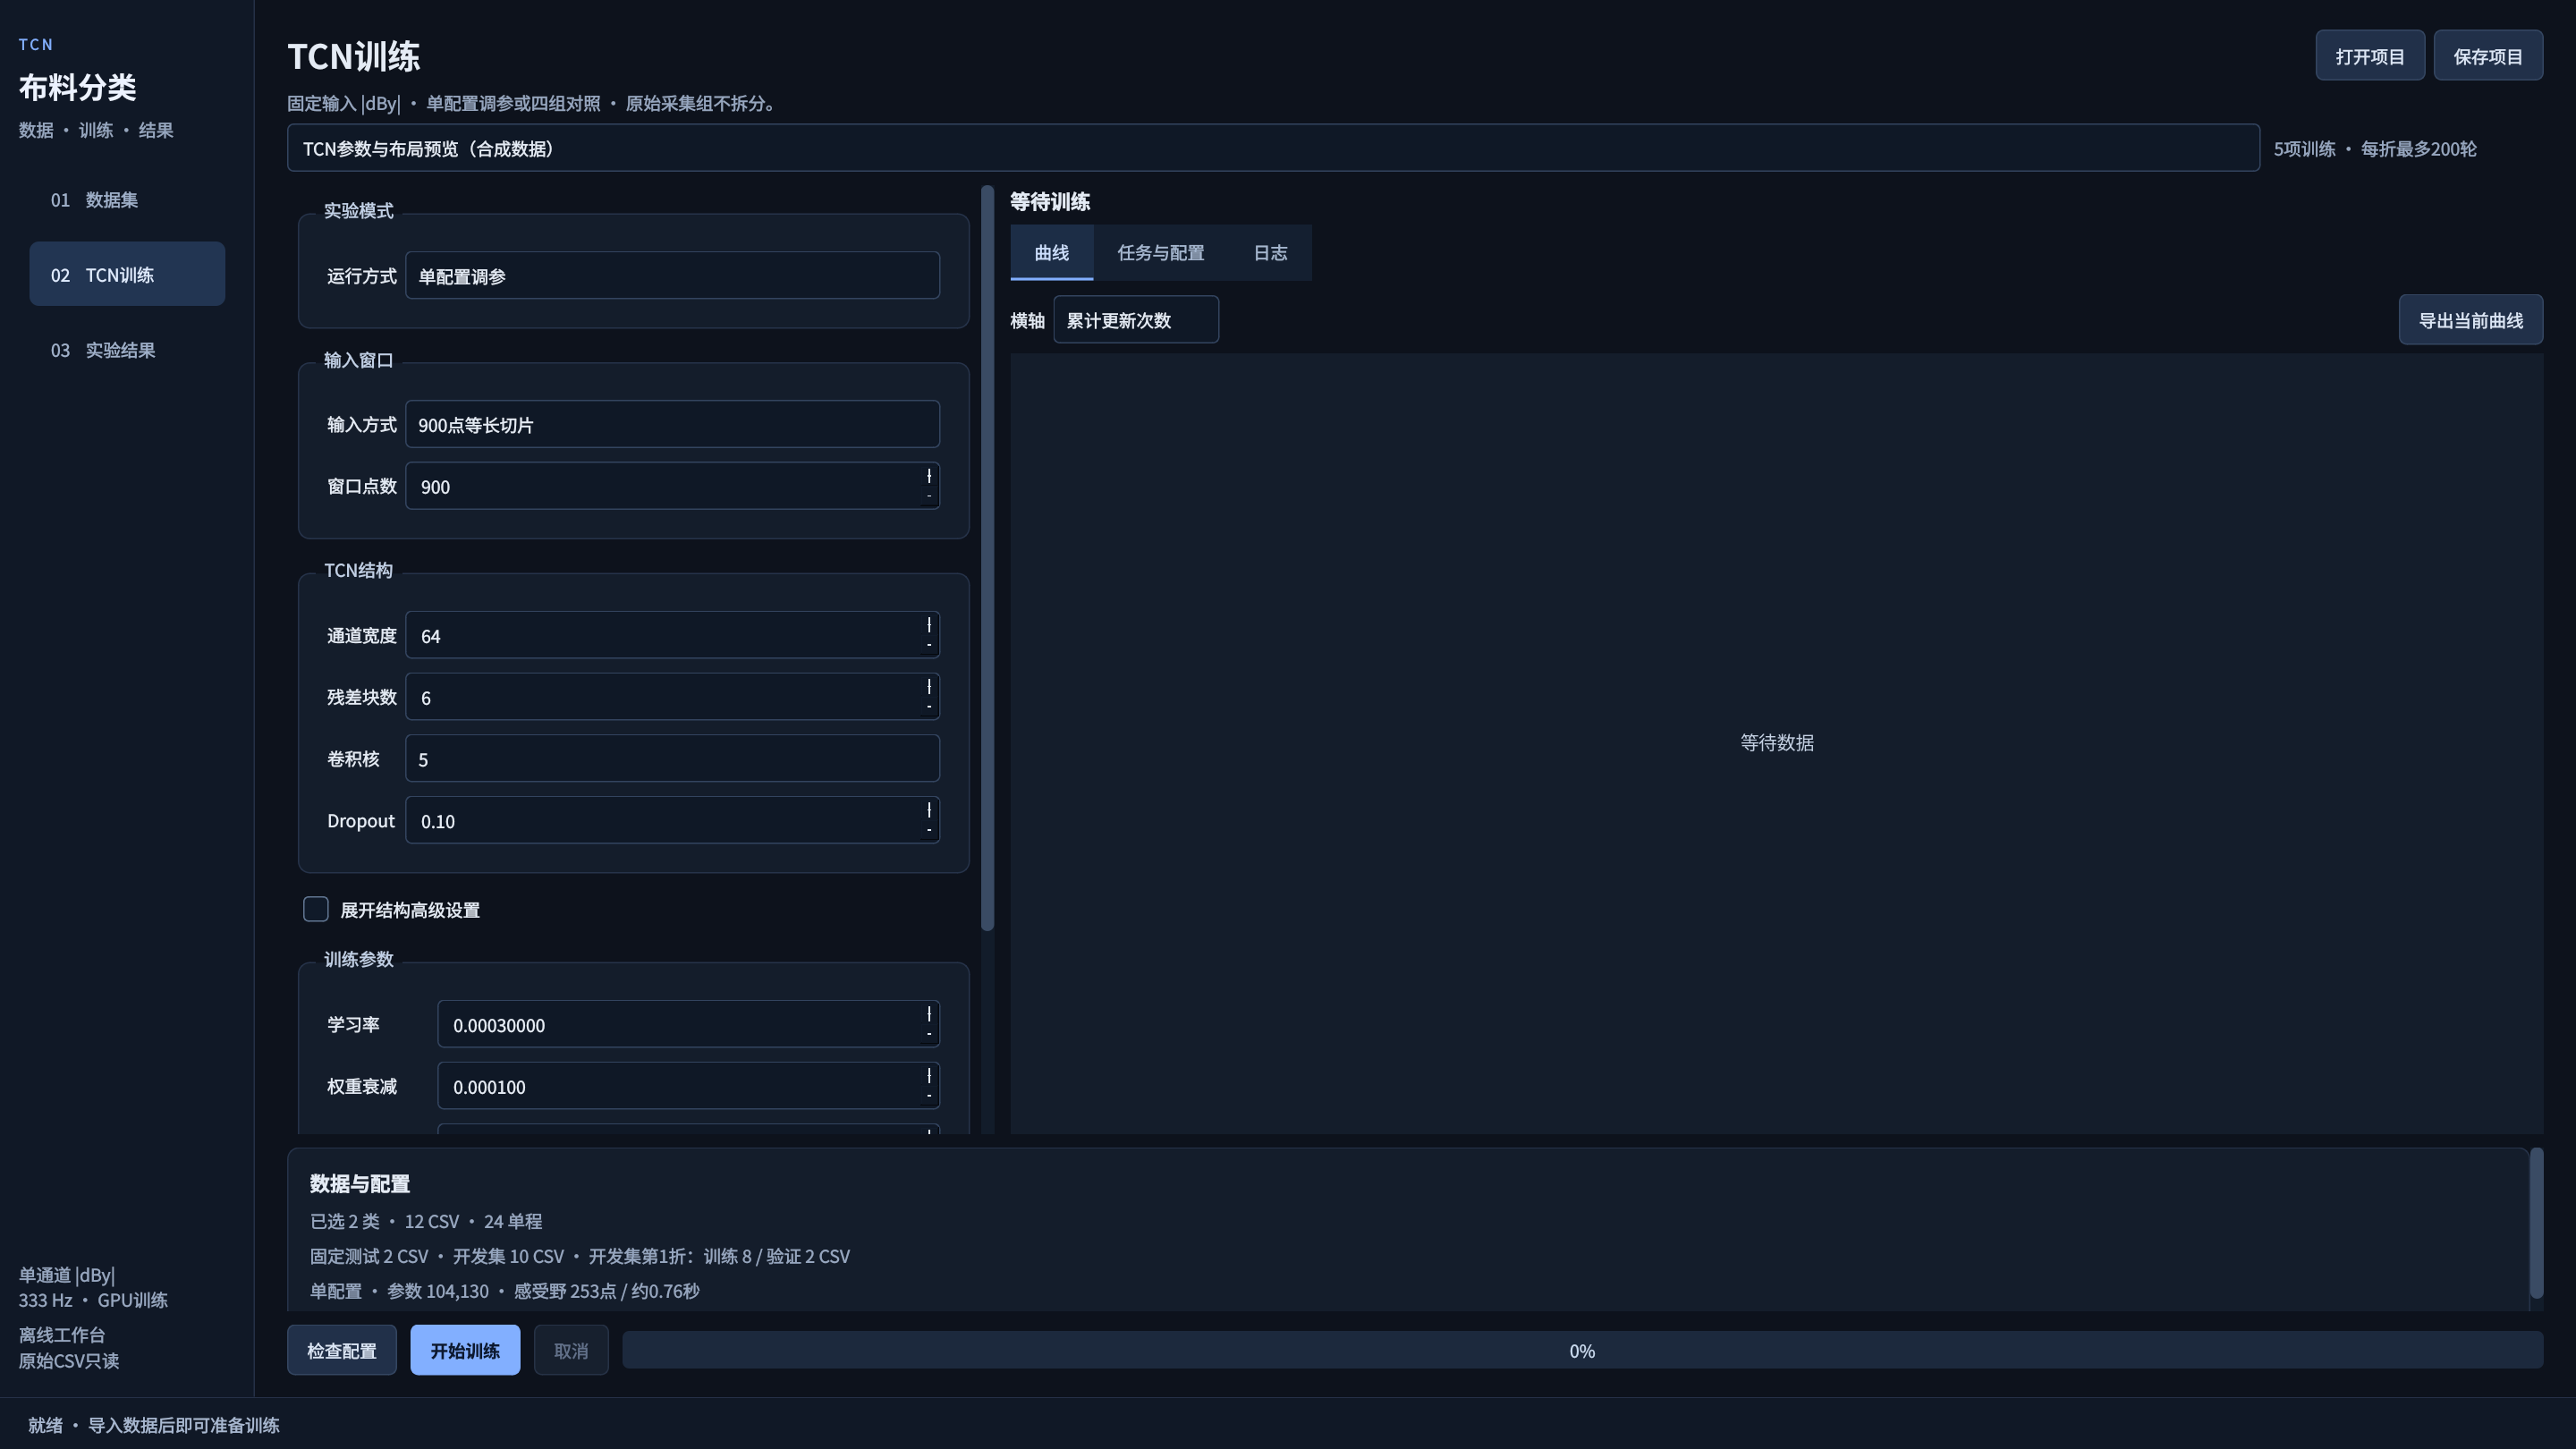 TCN
布料分类
数据 • 训练 • 结果
01 数据集
02 TCN训练
03 实验结果
单通道 |dBy|
333 Hz • GPU训练
离线工作台
原始CSV只读
TCN训练
打开项目 保存项目
固定输入 |dBy| • 单配置调参或四组对照 • 原始采集组不拆分。
TCN参数与布局预览（合成数据） 5项训练 • 每折最多200轮
实验模式
运行方式 单配置调参
输入窗口
输入方式 900点等长切片
窗口点数 900
TCN结构
通道宽度 64
残差块数 6
卷积核 5
Dropout 0.10
展开结构高级设置
训练参数
学习率 0.00030000
权重衰减 0.000100
等待训练
曲线 任务与配置 日志
横轴 累计更新次数 导出当前曲线
等待数据
数据与配置
已选 2 类 • 12 CSV • 24 单程
固定测试 2 CSV • 开发集 10 CSV • 开发集第1折：训练 8 / 验证 2 CSV
单配置 • 参数 104,130 • 感受野 253点 / 约0.76秒
检查配置 开始训练 取消 0%
就绪 • 导入数据后即可准备训练